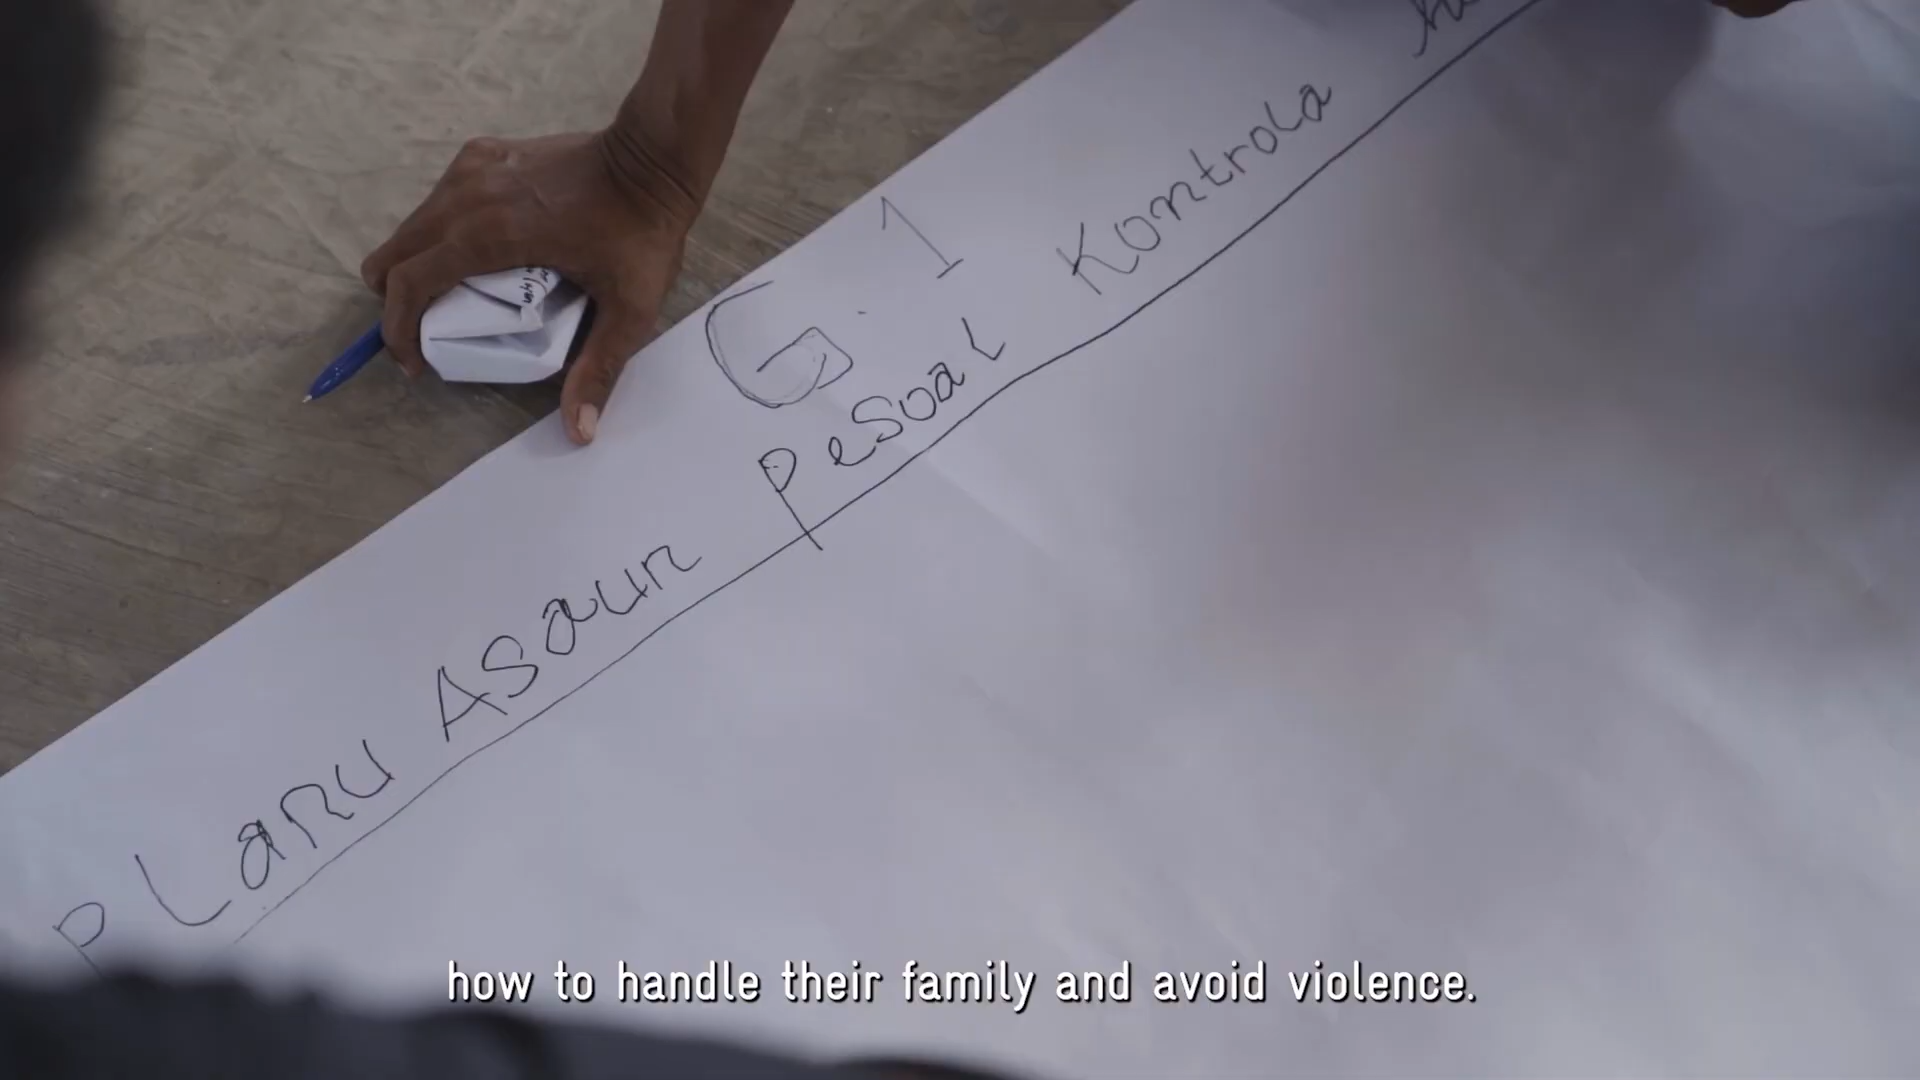 G.1
PLanu Asaun Pesoal Kontrola
how to handle their family and avoid violence.